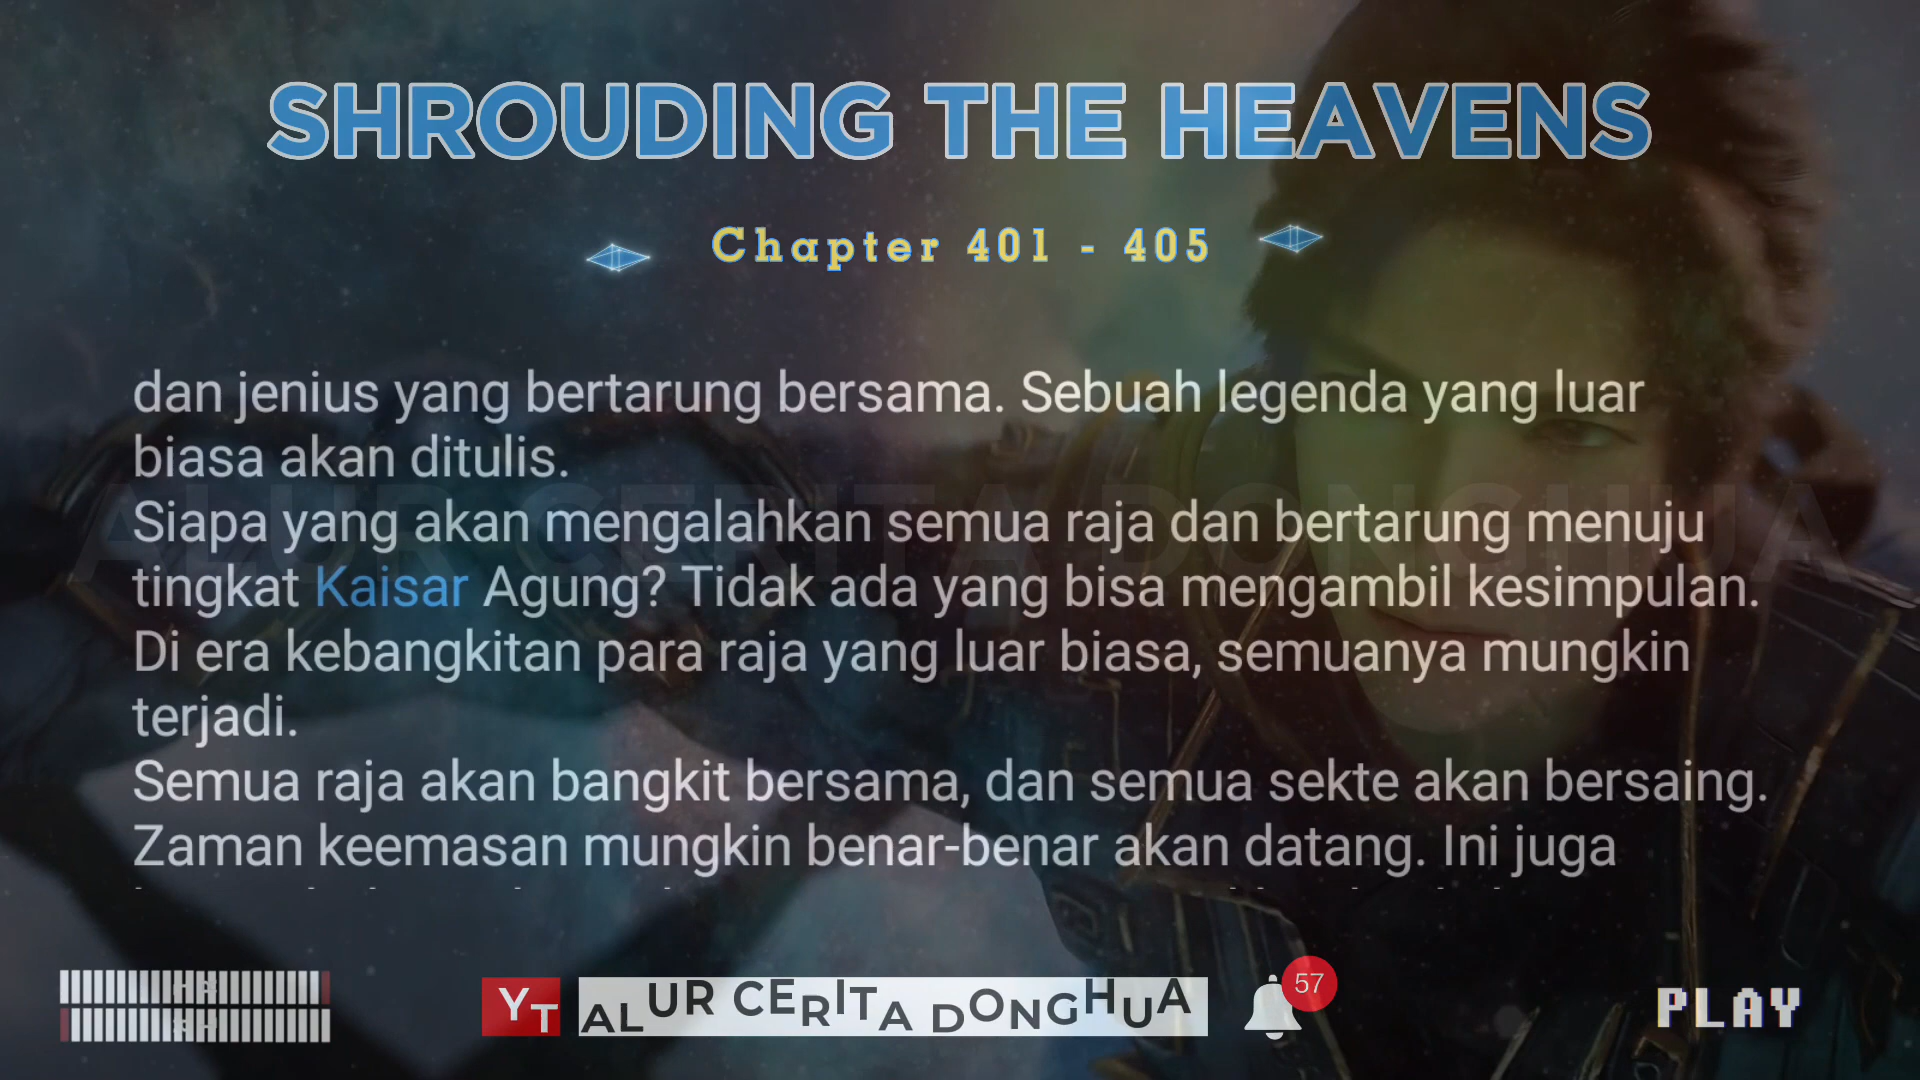 SHROUDING THE HEAVENS
Chapter 401 - 405
dan jenius yang bertarung bersama. Sebuah legenda yang luar
biasa akan ditulis.
ALUR CERITA DONGHUA
Siapa yang akan mengalahkan semua raja dan bertarung menuju
tingkat Kaisar Agung? Tidak ada yang bisa mengambil kesimpulan.
Di era kebangkitan para raja yang luar biasa, semuanya mungkin
terjadi.
Semua raja akan bangkit bersama, dan semua sekte akan bersaing.
Zaman keemasan mungkin benar-benar akan datang. Ini juga
YT ALUR CERITA DONGHUA
57
PLAY